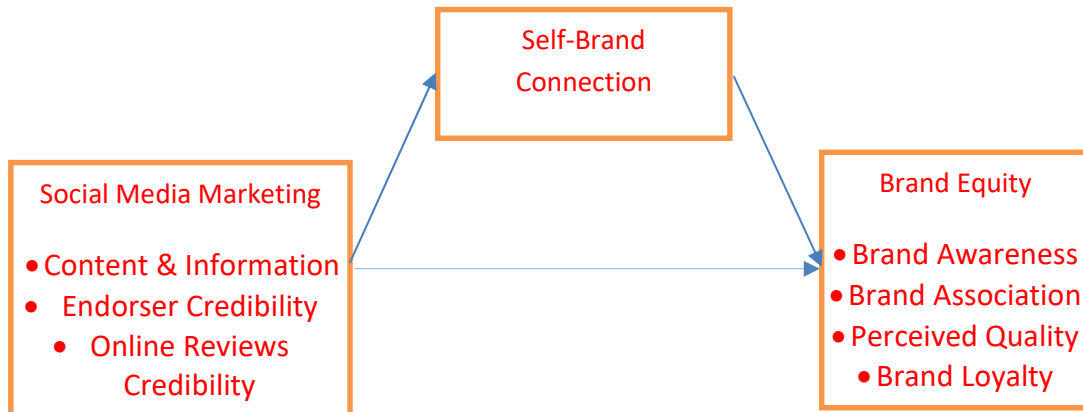 Self-Brand
Connection
Social Media Marketing
• Content & Information
• Endorser Credibility
• Online Reviews
Credibility
Brand Equity
• Brand Awareness
• Brand Association
• Perceived Quality
• Brand Loyalty